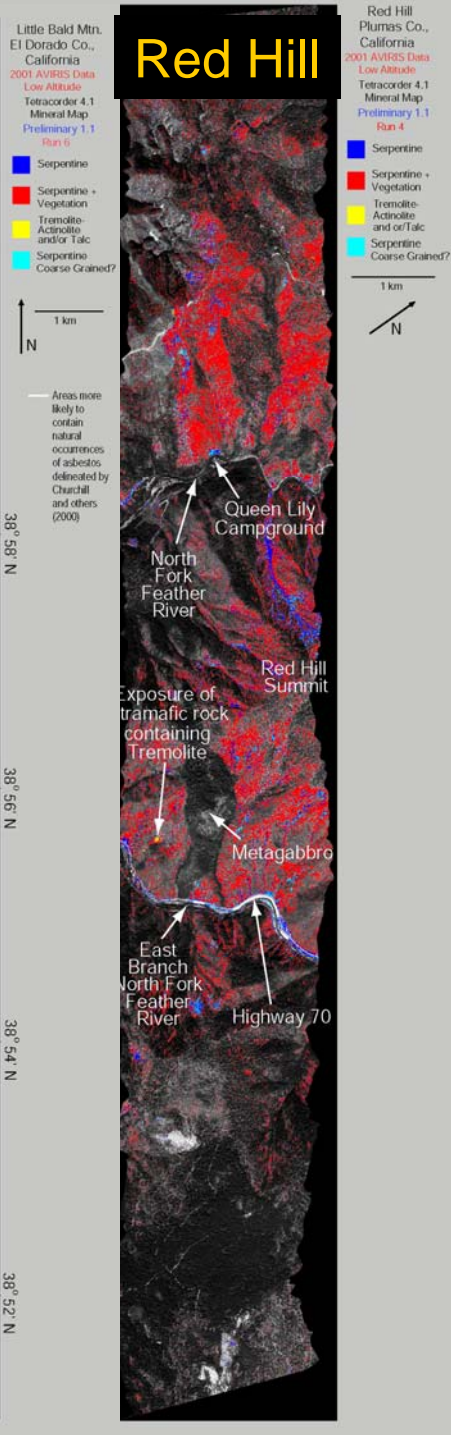 Little Bald Mtn.
El Dorado Co.,
California
2001 AVIRIS Data
Low Altitude
Tetracorder 4.1
Mineral Map
Preliminary 1.1
Run 6
Serpentine
Serpentine +
Vegetation
Tremolite-
Actinolite
and/or Talc
Serpentine
Coarse Grained?
1 km
N
Areas more
likely to
contain
natural
occurrences
of asbestos
delineated by
Churchill
and others
(2000)
38° 58' N
38° 56' N
38° 54' N
38° 52' N
Red Hill
Queen Lily
Campground
North
Fork
Feather
River
Red Hill
Summit
Exposure of
tramafic rock
containing
Tremolite
Metagabbro
East
Branch
North Fork
Feather
River
Highway 70
Red Hill
Plumas Co.,
California
2001 AVIRIS Data
Low Altitude
Tetracorder 4.1
Mineral Map
Preliminary 1.1
Run 4
Serpentine
Serpentine +
Vegetation
Tremolite-
Actinolite
and or/Talc
Serpentine
Coarse Grained?
1 km
N